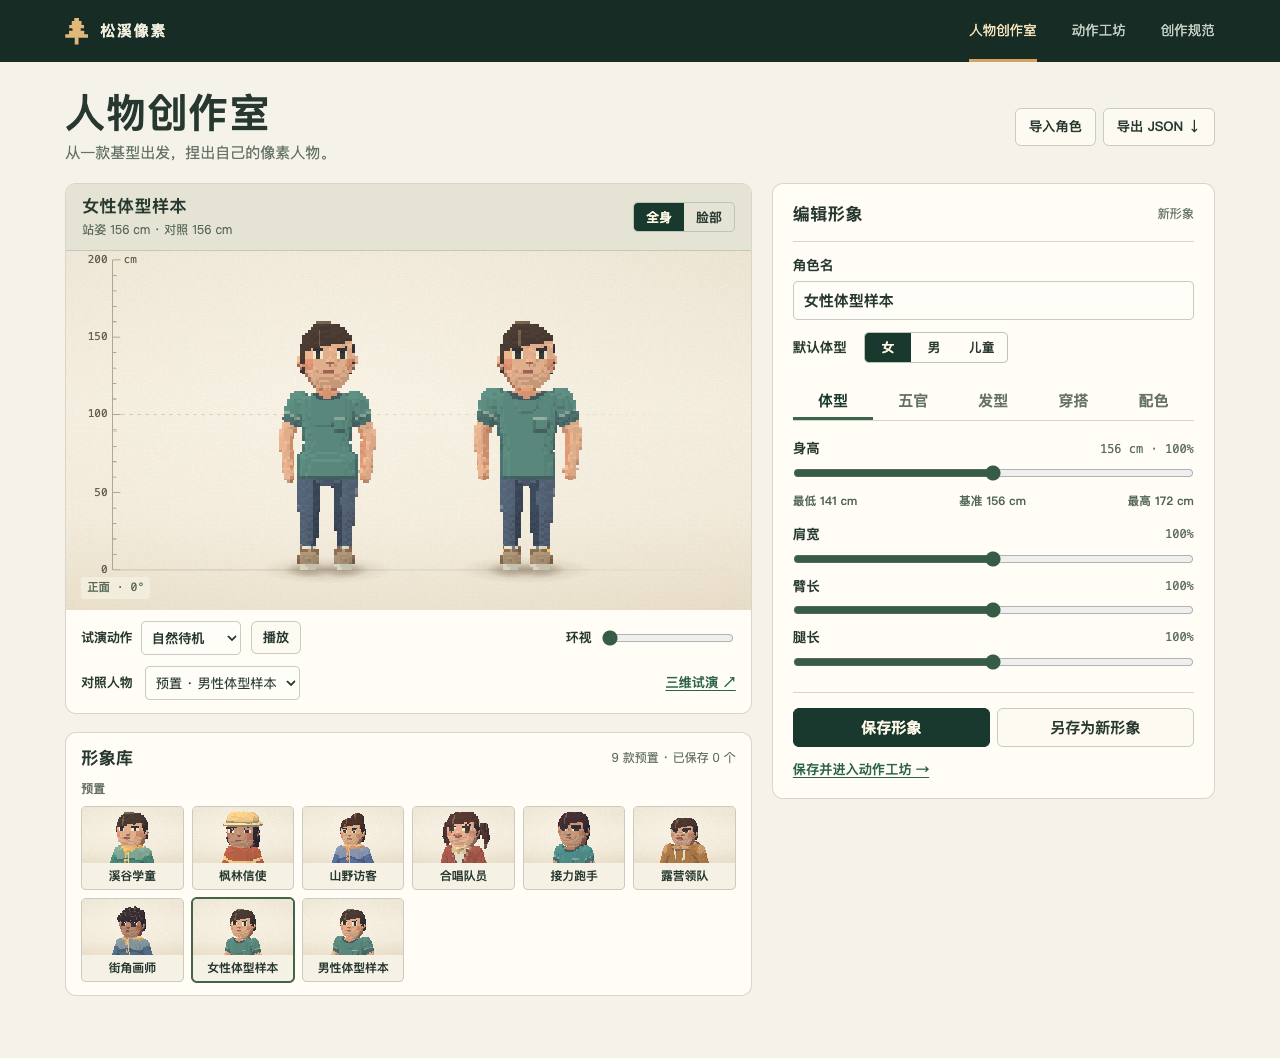 松溪像素
人物创作室 动作工坊 创作规范
人物创作室
从一款基型出发，捏出自己的像素人物。
导入角色 导出 JSON ↓
女性体型样本
站姿 156 cm · 对照 156 cm
全身 脸部
200 cm
150
100
50
0
正面 · 0°
试演动作 自然待机 播放 环视
对照人物 预置 · 男性体型样本 三维试演 ↗
形象库
9 款预置 · 已保存 0 个
预置
溪谷学童 枫林信使 山野访客 合唱队员 接力跑手 露营领队
街角画师 女性体型样本 男性体型样本
编辑形象 新形象
角色名
女性体型样本
默认体型 女 男 儿童
体型 五官 发型 穿搭 配色
身高 156 cm · 100%
最低 141 cm 基准 156 cm 最高 172 cm
肩宽 100%
臂长 100%
腿长 100%
保存形象 另存为新形象
保存并进入动作工坊 →